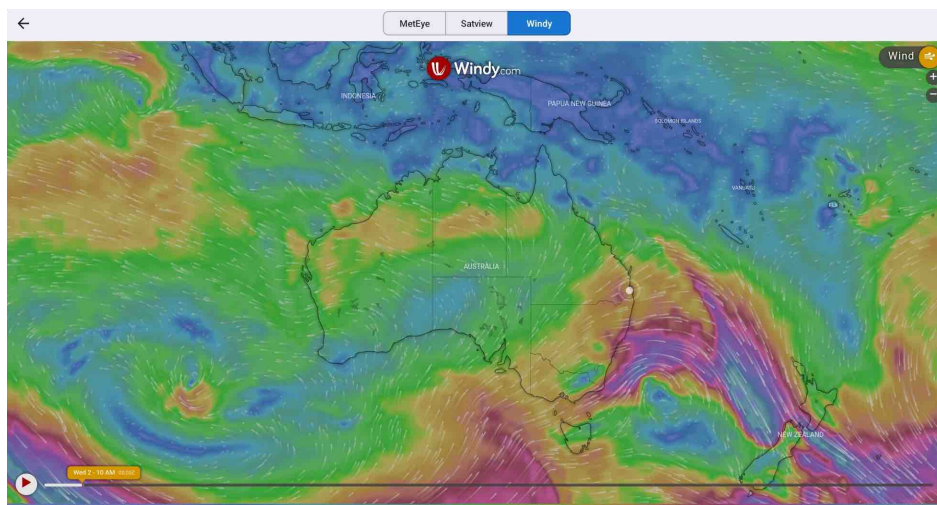 MetEye Satview Windy
Windy.com
Wind
+
−
INDONESIA
PAPUA NEW GUINEA
SOLOMON ISLANDS
VANUATU
FIJI
AUSTRALIA
NEW ZEALAND
Wed 2 - 10 AM